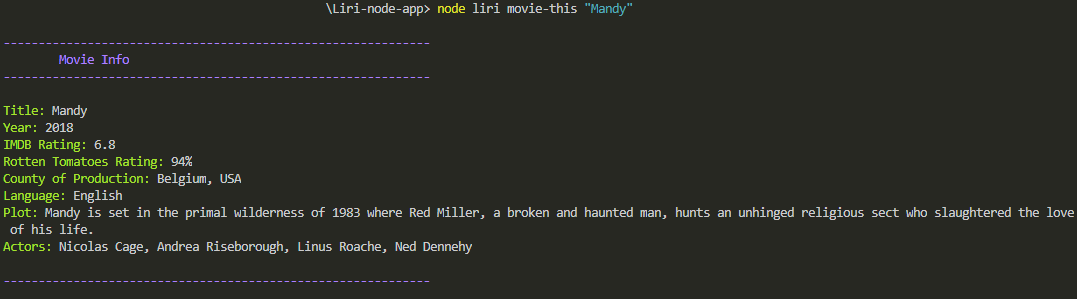 \Liri-node-app> node liri movie-this "Mandy"
-------------------------------------------------------------
Movie Info
-------------------------------------------------------------
Title: Mandy
Year: 2018
IMDB Rating: 6.8
Rotten Tomatoes Rating: 94%
County of Production: Belgium, USA
Language: English
Plot: Mandy is set in the primal wilderness of 1983 where Red Miller, a broken and haunted man, hunts an unhinged religious sect who slaughtered the love
of his life.
Actors: Nicolas Cage, Andrea Riseborough, Linus Roache, Ned Dennehy
-------------------------------------------------------------